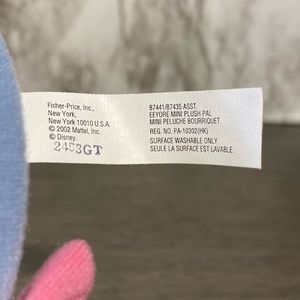 Fisher-Price, Inc.,
New York,
New York 10010 U.S.A.
© 2002 Mattel, Inc.
© Disney.
2453GT
B7441/B7435 ASST.
EEYORE MINI PLUSH PAL
MINI PELUCHE BOURRIQUET
REG. NO. PA-10302(HK)
SURFACE WASHABLE ONLY
SEULE LA SURFACE EST LAVABLE.